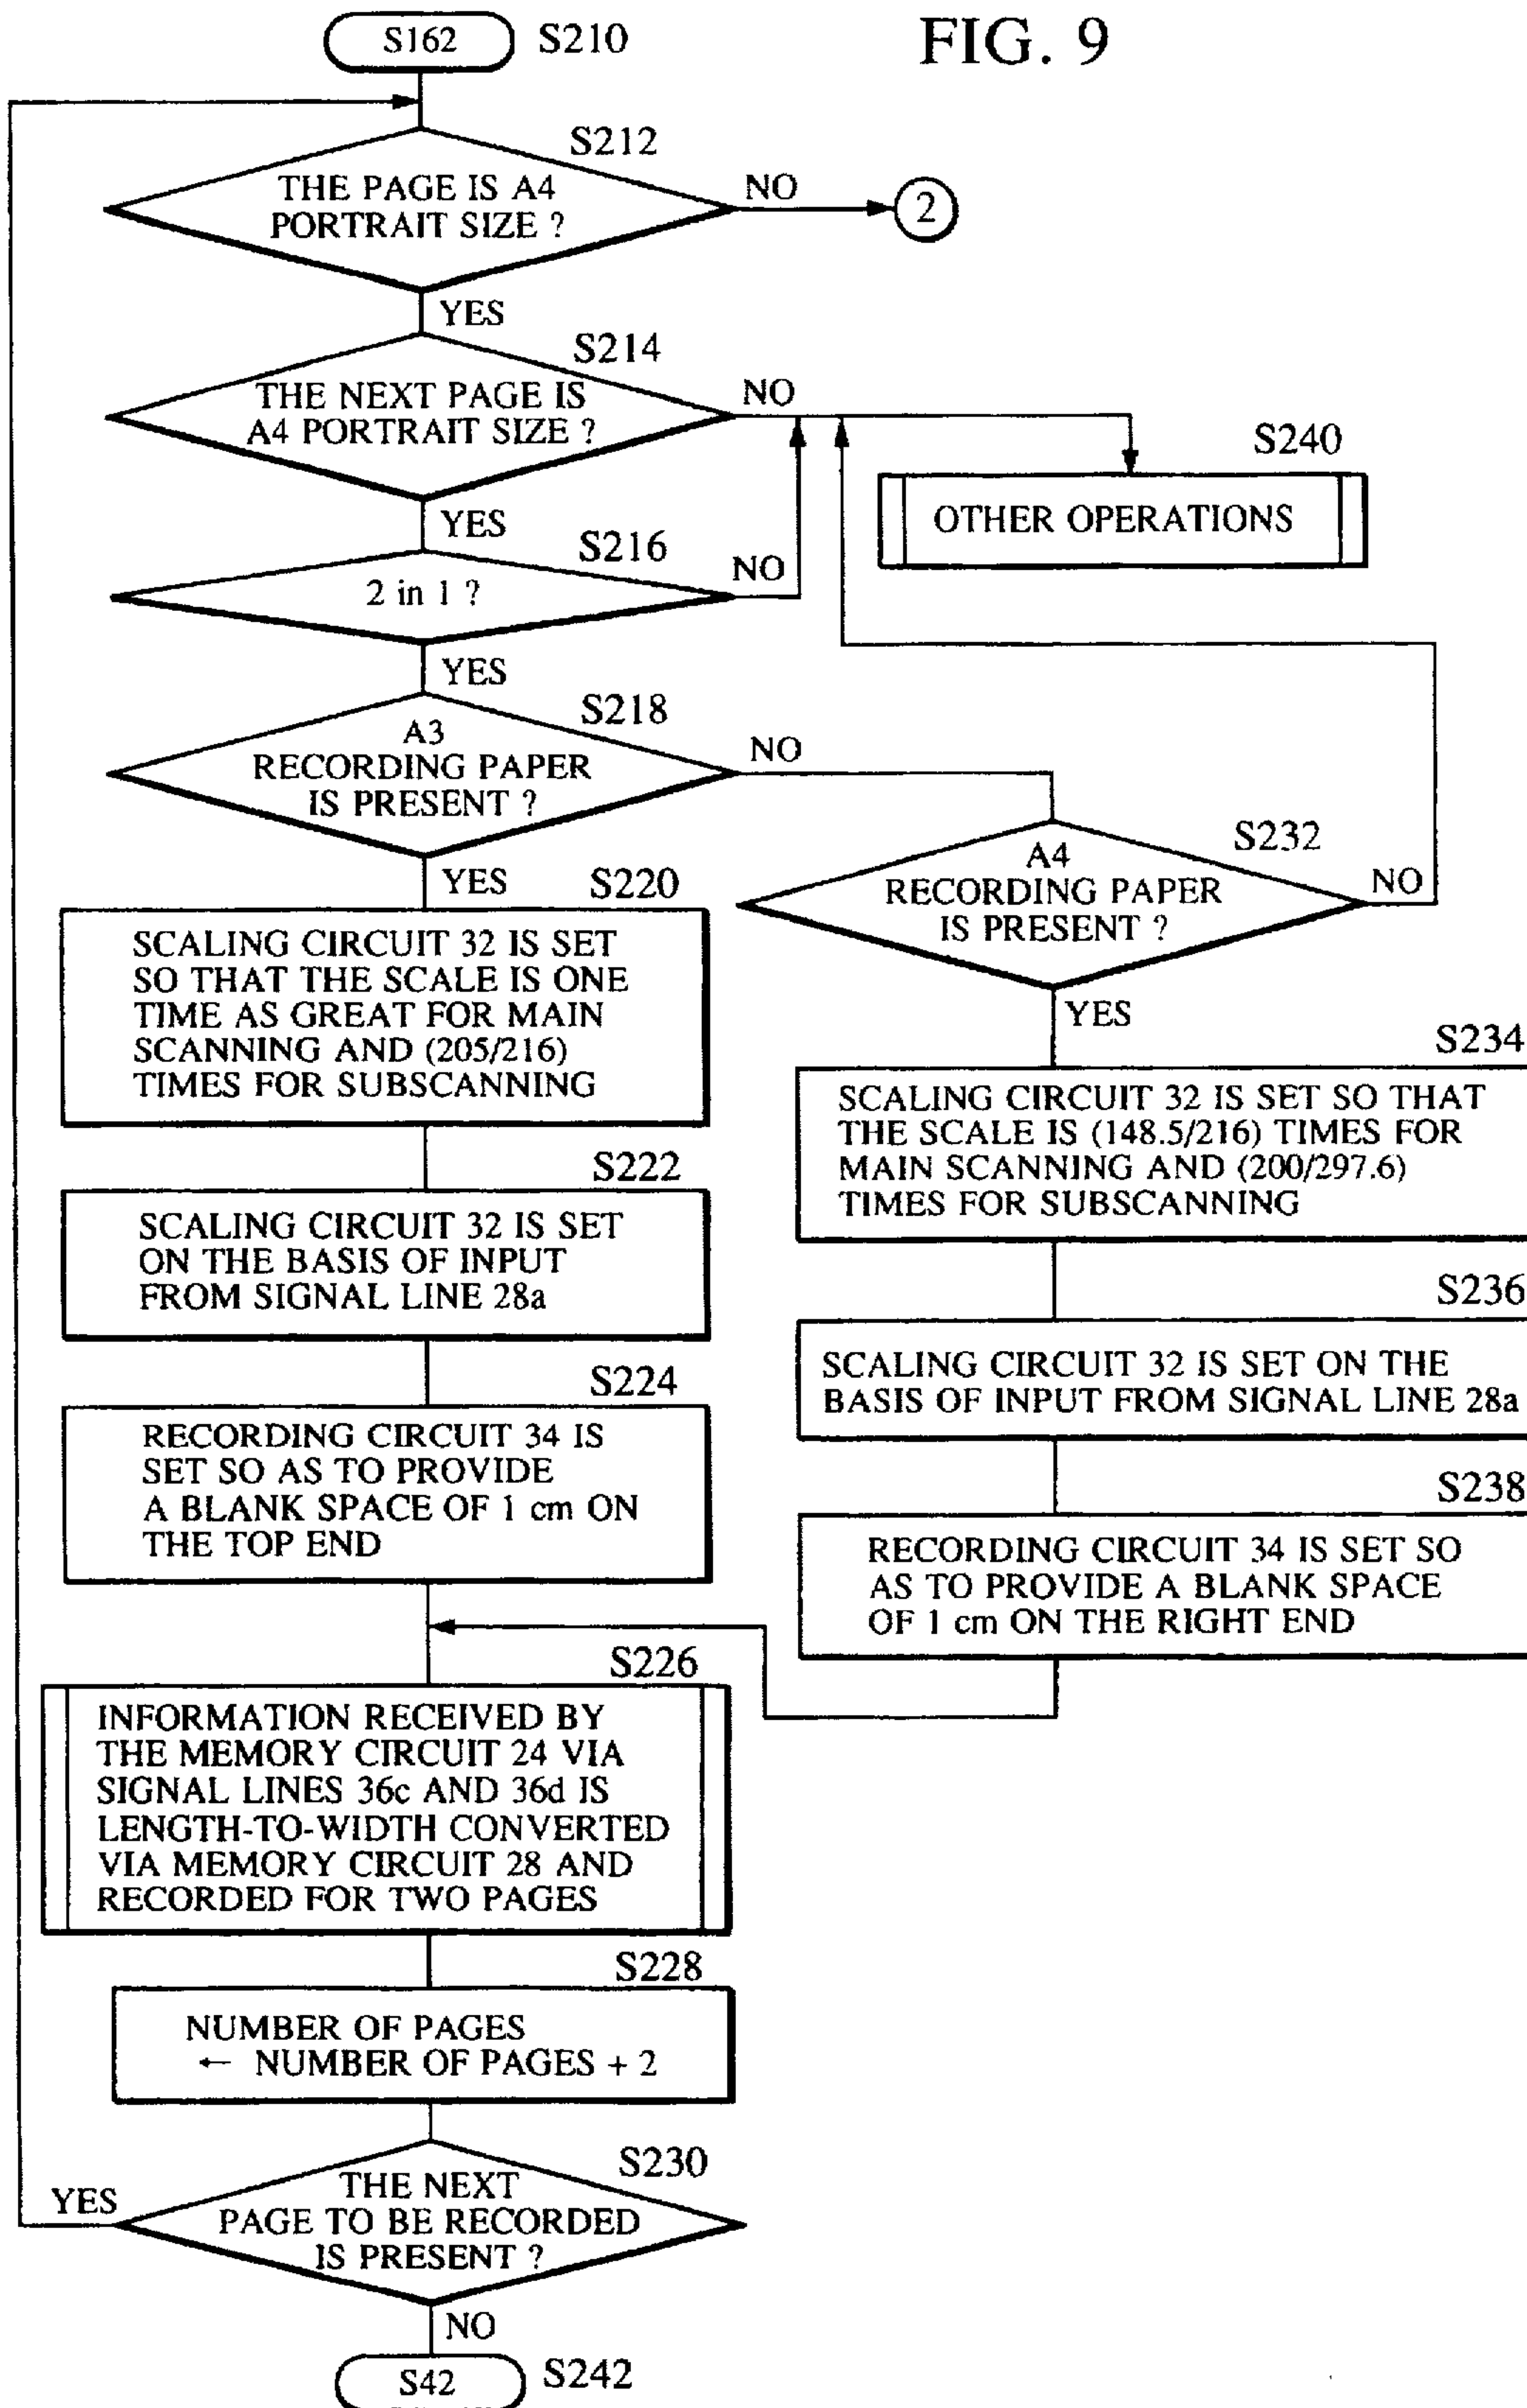 FIG. 9
S162
S210
S212
THE PAGE IS A4
PORTRAIT SIZE ?
NO
2
YES
S214
THE NEXT PAGE IS
A4 PORTRAIT SIZE ?
NO
S240
OTHER OPERATIONS
YES
S216
2 in 1 ?
NO
YES
S218
A3
RECORDING PAPER
IS PRESENT ?
NO
S232
A4
RECORDING PAPER
IS PRESENT ?
NO
YES
YES
S220
SCALING CIRCUIT 32 IS SET
SO THAT THE SCALE IS ONE
TIME AS GREAT FOR MAIN
SCANNING AND (205/216)
TIMES FOR SUBSCANNING
S234
SCALING CIRCUIT 32 IS SET SO THAT
THE SCALE IS (148.5/216) TIMES FOR
MAIN SCANNING AND (200/297.6)
TIMES FOR SUBSCANNING
S222
SCALING CIRCUIT 32 IS SET
ON THE BASIS OF INPUT
FROM SIGNAL LINE 28a
S236
SCALING CIRCUIT 32 IS SET ON THE
BASIS OF INPUT FROM SIGNAL LINE 28a
S224
RECORDING CIRCUIT 34 IS
SET SO AS TO PROVIDE
A BLANK SPACE OF 1 cm ON
THE TOP END
S238
RECORDING CIRCUIT 34 IS SET SO
AS TO PROVIDE A BLANK SPACE
OF 1 cm ON THE RIGHT END
S226
INFORMATION RECEIVED BY
THE MEMORY CIRCUIT 24 VIA
SIGNAL LINES 36c AND 36d IS
LENGTH-TO-WIDTH CONVERTED
VIA MEMORY CIRCUIT 28 AND
RECORDED FOR TWO PAGES
S228
NUMBER OF PAGES
← NUMBER OF PAGES + 2
S230
THE NEXT
PAGE TO BE RECORDED
IS PRESENT ?
YES
NO
S42
S242